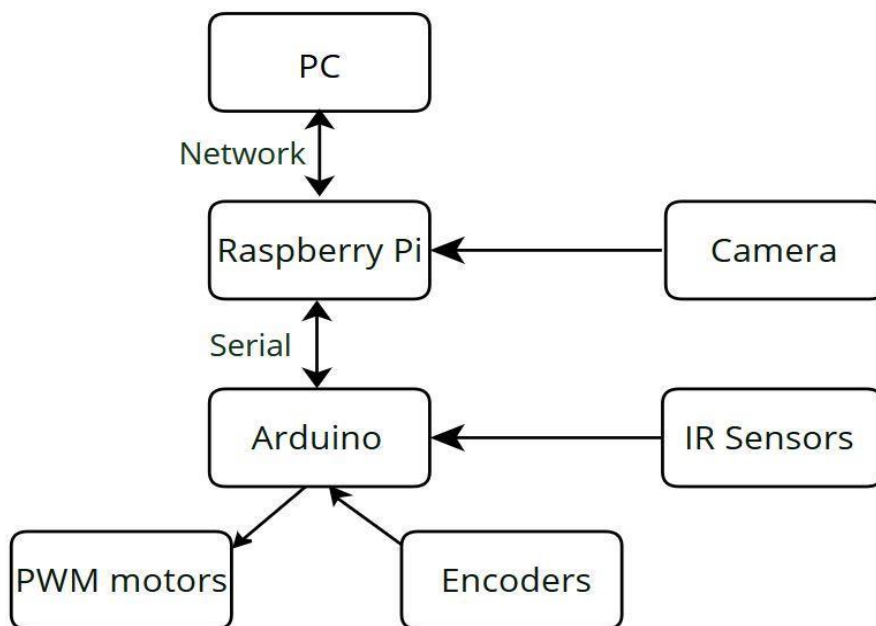 PC
Network
Raspberry Pi
Camera
Serial
Arduino
IR Sensors
PWM motors
Encoders